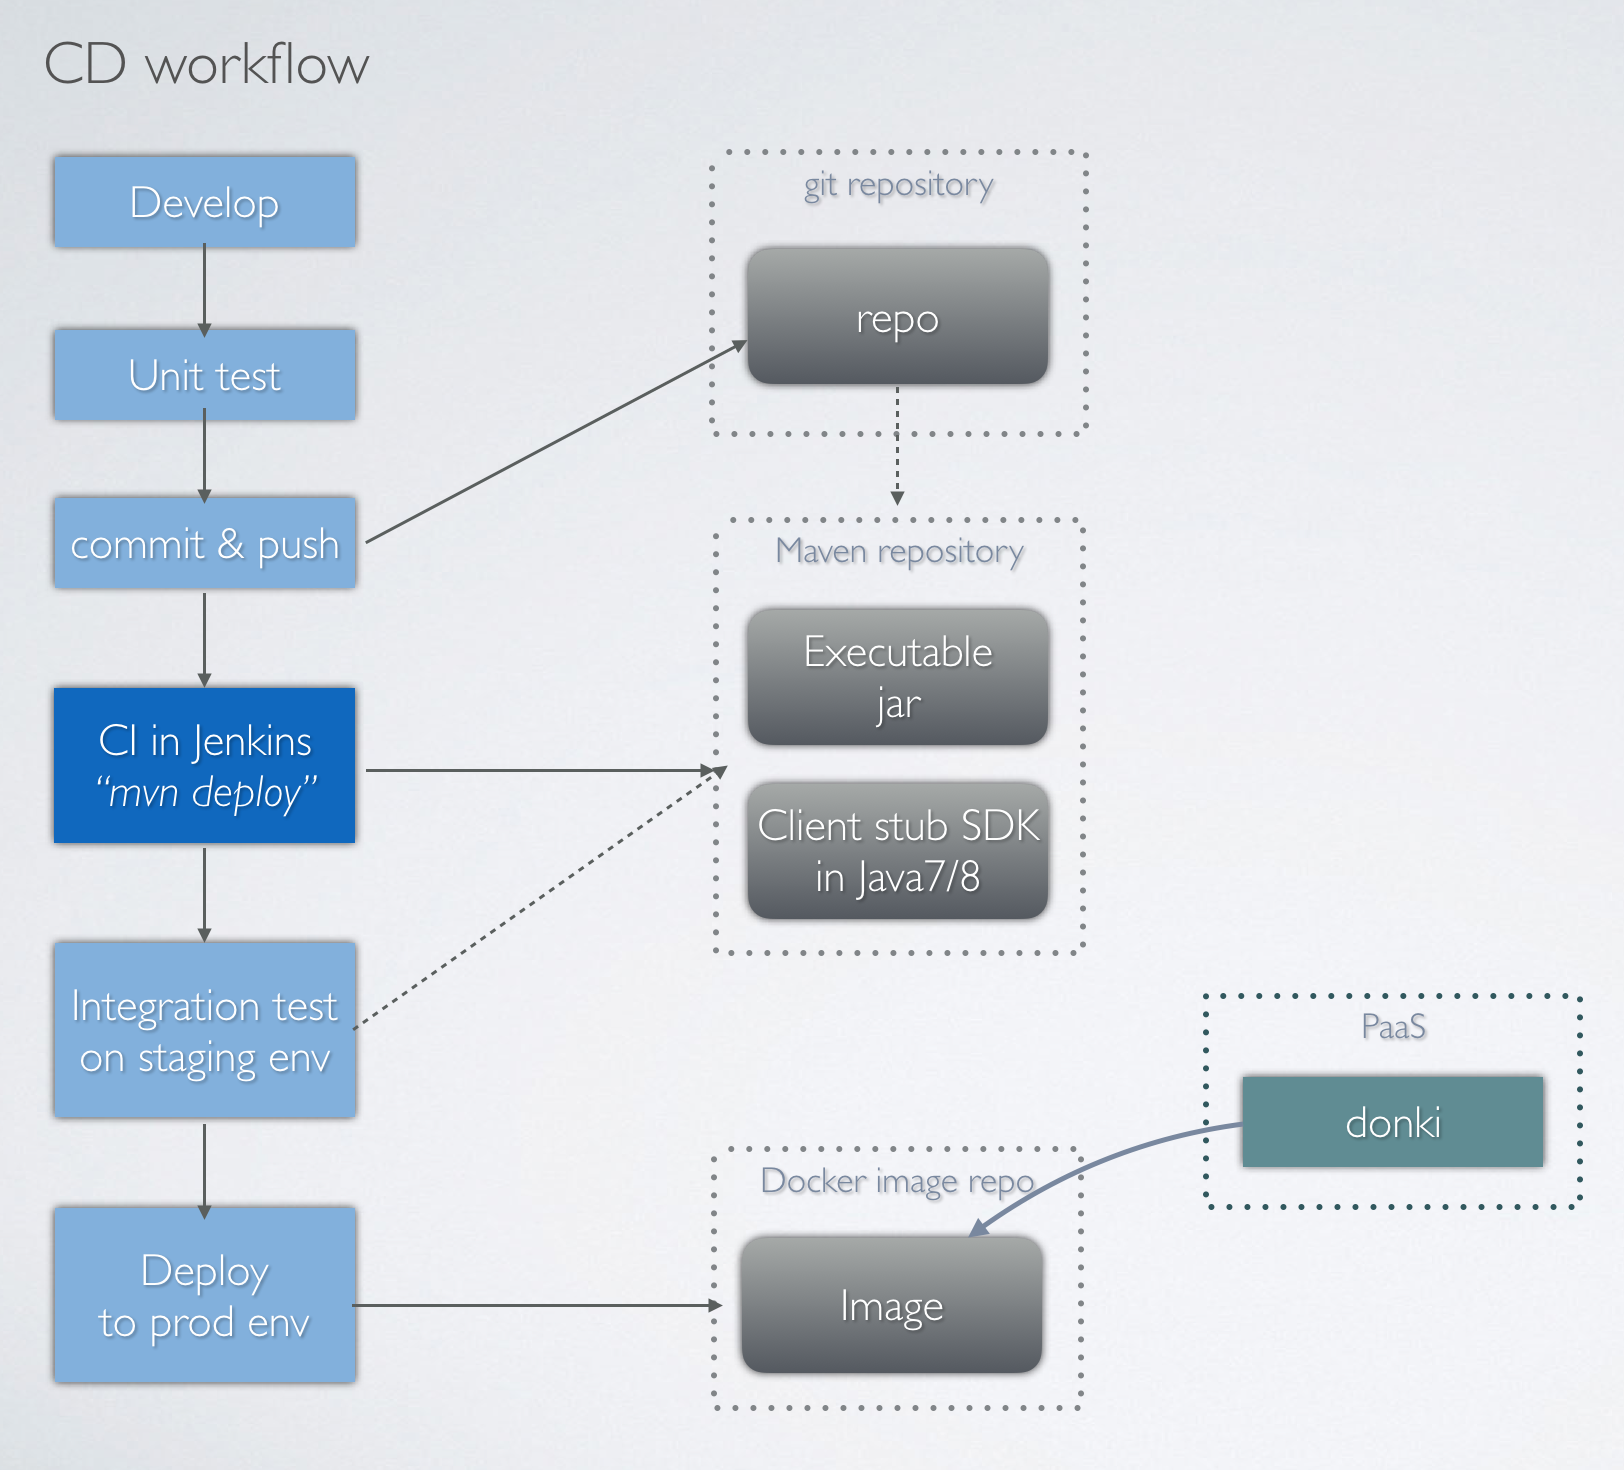 CD workflow
Develop
Unit test
commit & push
CI in Jenkins
“mvn deploy”
Integration test
on staging env
Deploy
to prod env
git repository
repo
Maven repository
Executable
jar
Client stub SDK
in Java7/8
Docker image repo
Image
PaaS
donki